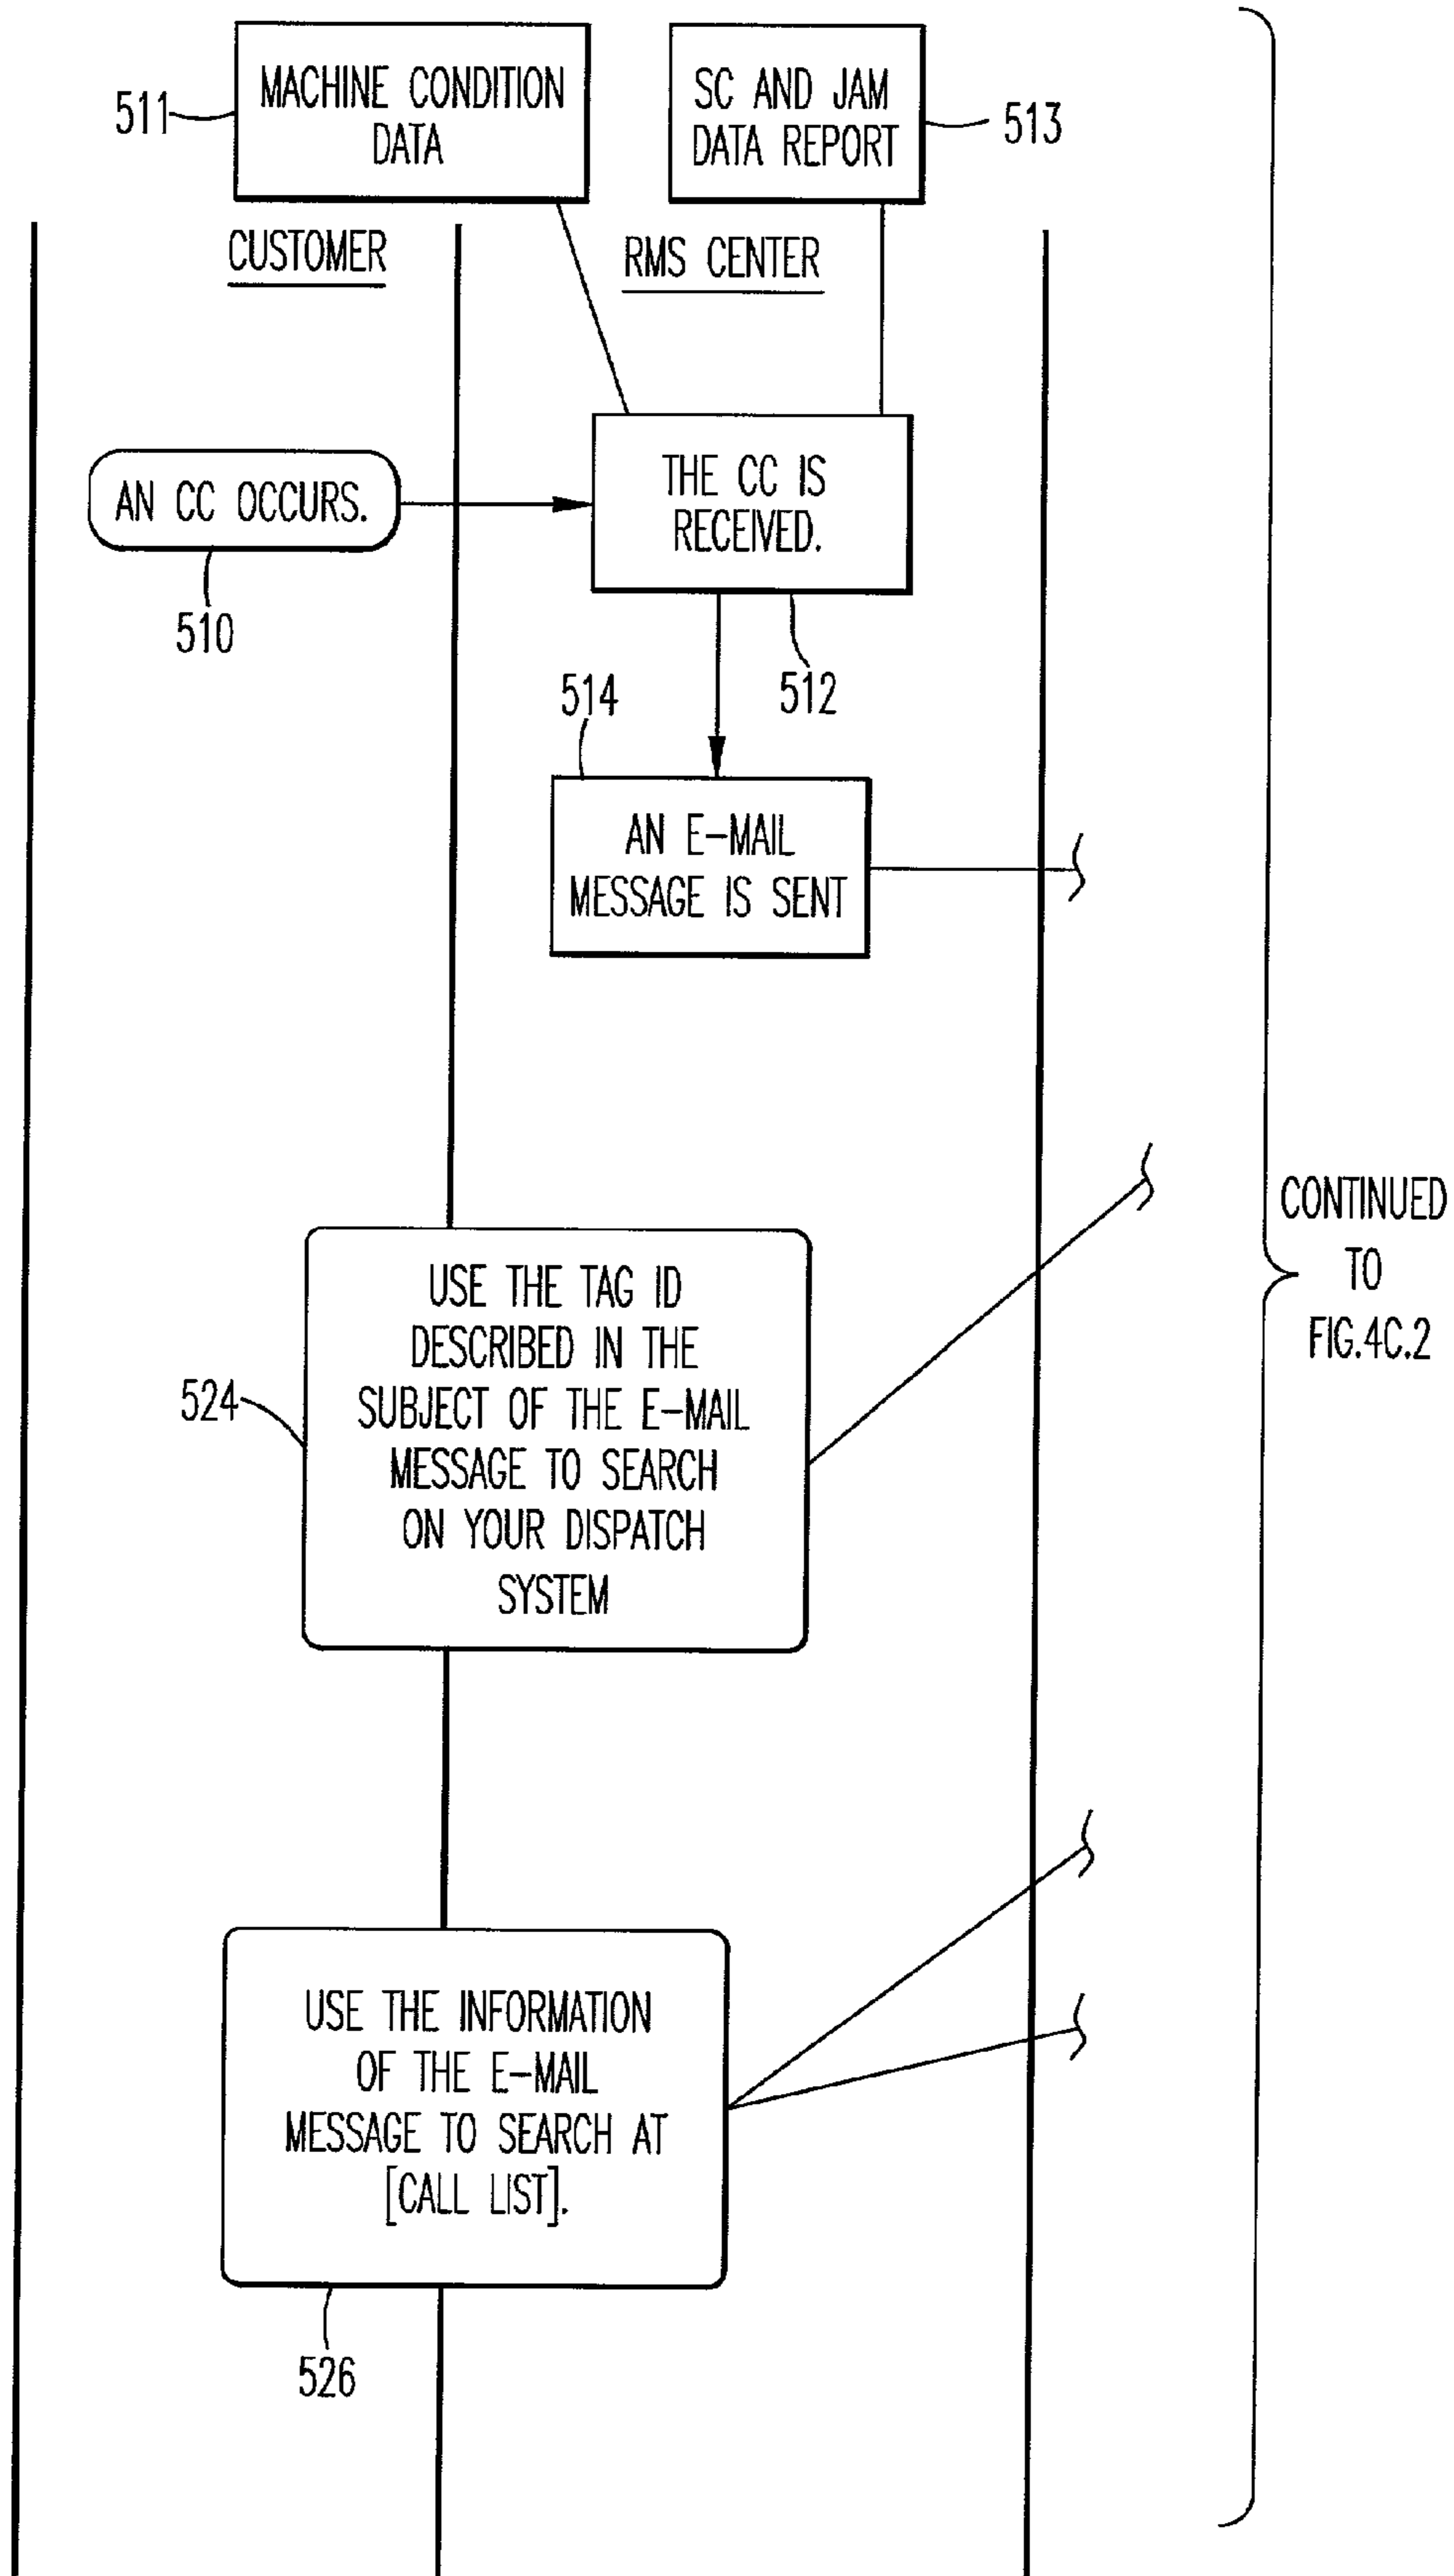 MACHINE CONDITION
DATA
511
SC AND JAM
DATA REPORT
513
CUSTOMER
RMS CENTER
AN CC OCCURS.
510
THE CC IS
RECEIVED.
512
514
AN E-MAIL
MESSAGE IS SENT
USE THE TAG ID
DESCRIBED IN THE
SUBJECT OF THE E-MAIL
MESSAGE TO SEARCH
ON YOUR DISPATCH
SYSTEM
524
CONTINUED
TO
FIG.4C.2
USE THE INFORMATION
OF THE E-MAIL
MESSAGE TO SEARCH AT
[CALL LIST].
526